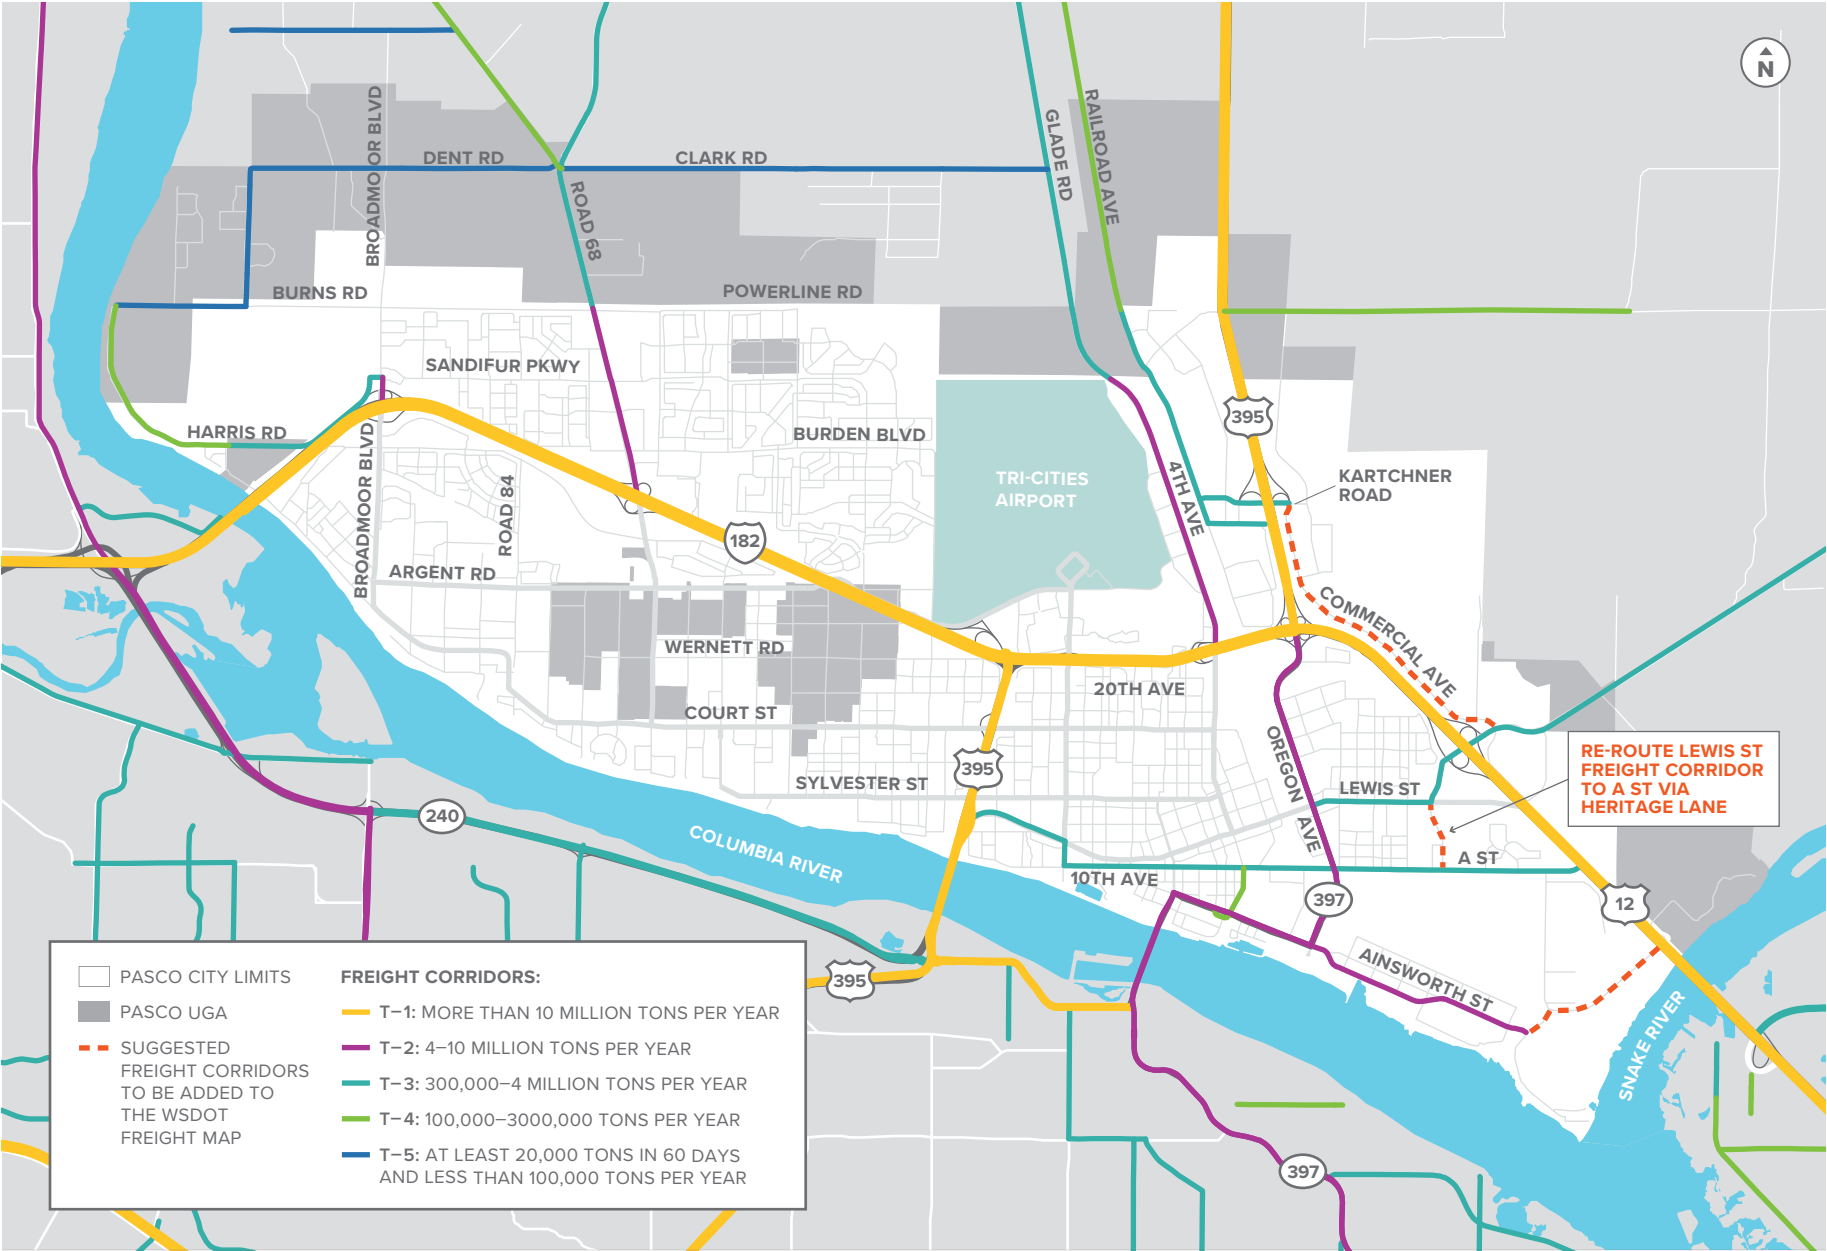 N
BROADMOOR BLVD
DENT RD
CLARK RD
GLADE RD
RAILROAD AVE
ROAD 68
BURNS RD
POWERLINE RD
SANDIFUR PKWY
395
HARRIS RD
BURDEN BLVD
BROADMOOR BLVD
ROAD 84
TRI-CITIES
AIRPORT
4TH AVE
KARTCHNER
ROAD
182
ARGENT RD
COMMERCIAL AVE
WERNETT RD
20TH AVE
COURT ST
OREGON AVE
395
SYLVESTER ST
LEWIS ST
RE-ROUTE LEWIS ST
FREIGHT CORRIDOR
TO A ST VIA
HERITAGE LANE
240
COLUMBIA RIVER
A ST
10TH AVE
397
12
AINSWORTH ST
395
SNAKE RIVER
397
PASCO CITY LIMITS
PASCO UGA
SUGGESTED
FREIGHT CORRIDORS
TO BE ADDED TO
THE WSDOT
FREIGHT MAP
FREIGHT CORRIDORS:
T–1: MORE THAN 10 MILLION TONS PER YEAR
T–2: 4–10 MILLION TONS PER YEAR
T–3: 300,000–4 MILLION TONS PER YEAR
T–4: 100,000–3000,000 TONS PER YEAR
T–5: AT LEAST 20,000 TONS IN 60 DAYS
AND LESS THAN 100,000 TONS PER YEAR